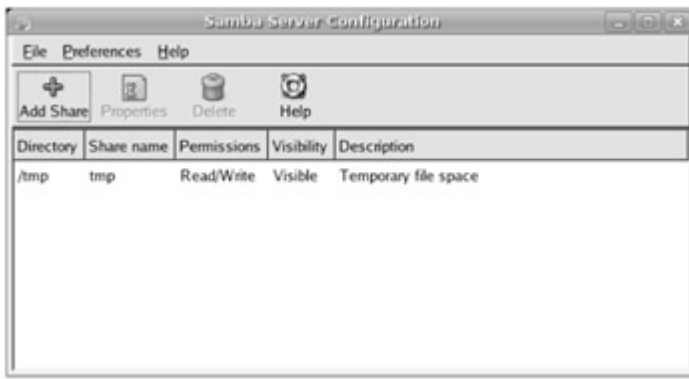 Samba Server Configuration
File Preferences Help
Add Share Properties Delete Help
Directory Share name Permissions Visibility Description
/tmp tmp Read/Write Visible Temporary file space